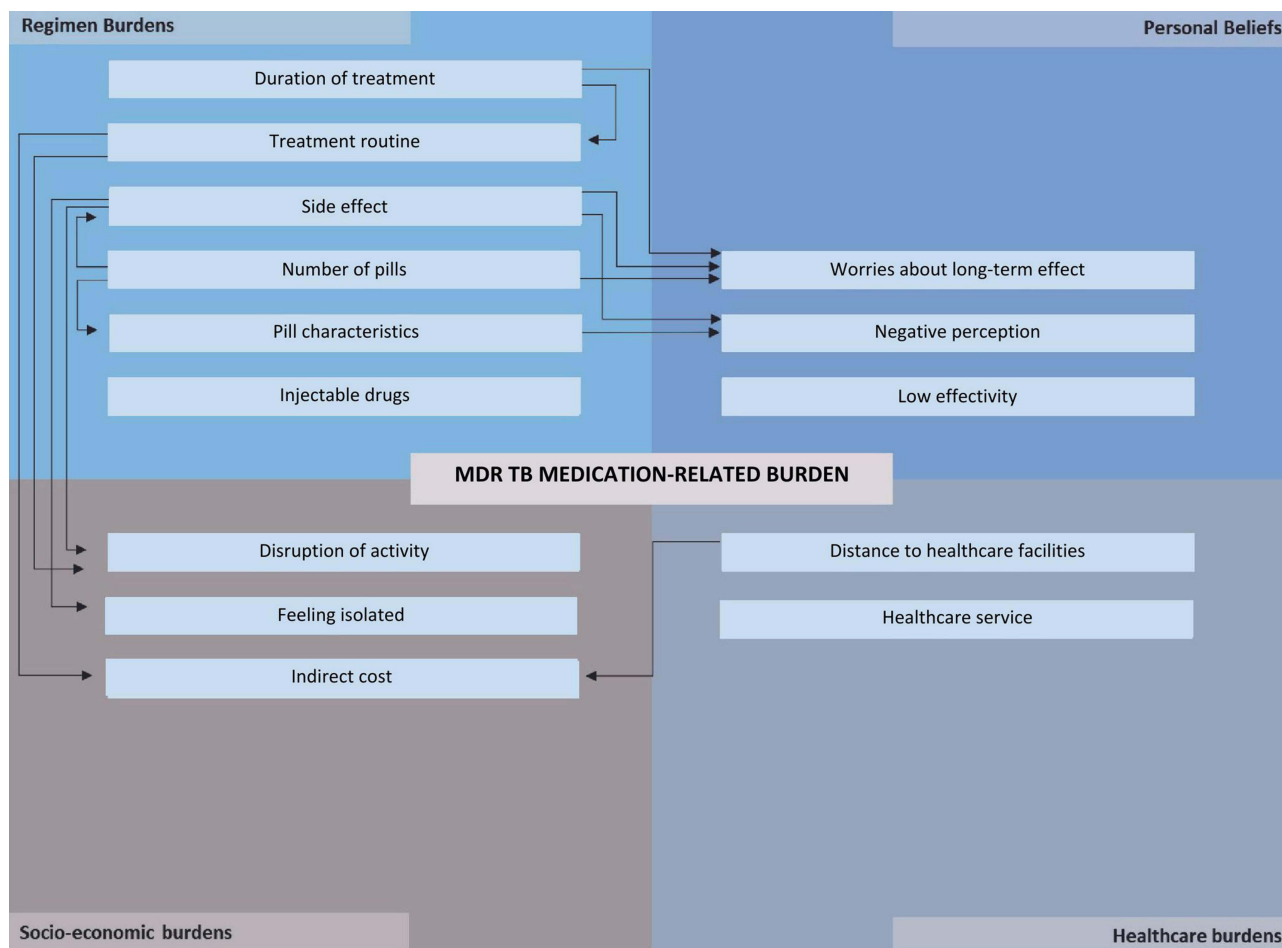 Regimen Burdens
Personal Beliefs
Duration of treatment
Treatment routine
Side effect
Number of pills
Pill characteristics
Injectable drugs
Worries about long-term effect
Negative perception
Low effectivity
MDR TB MEDICATION-RELATED BURDEN
Disruption of activity
Feeling isolated
Indirect cost
Distance to healthcare facilities
Healthcare service
Socio-economic burdens
Healthcare burdens